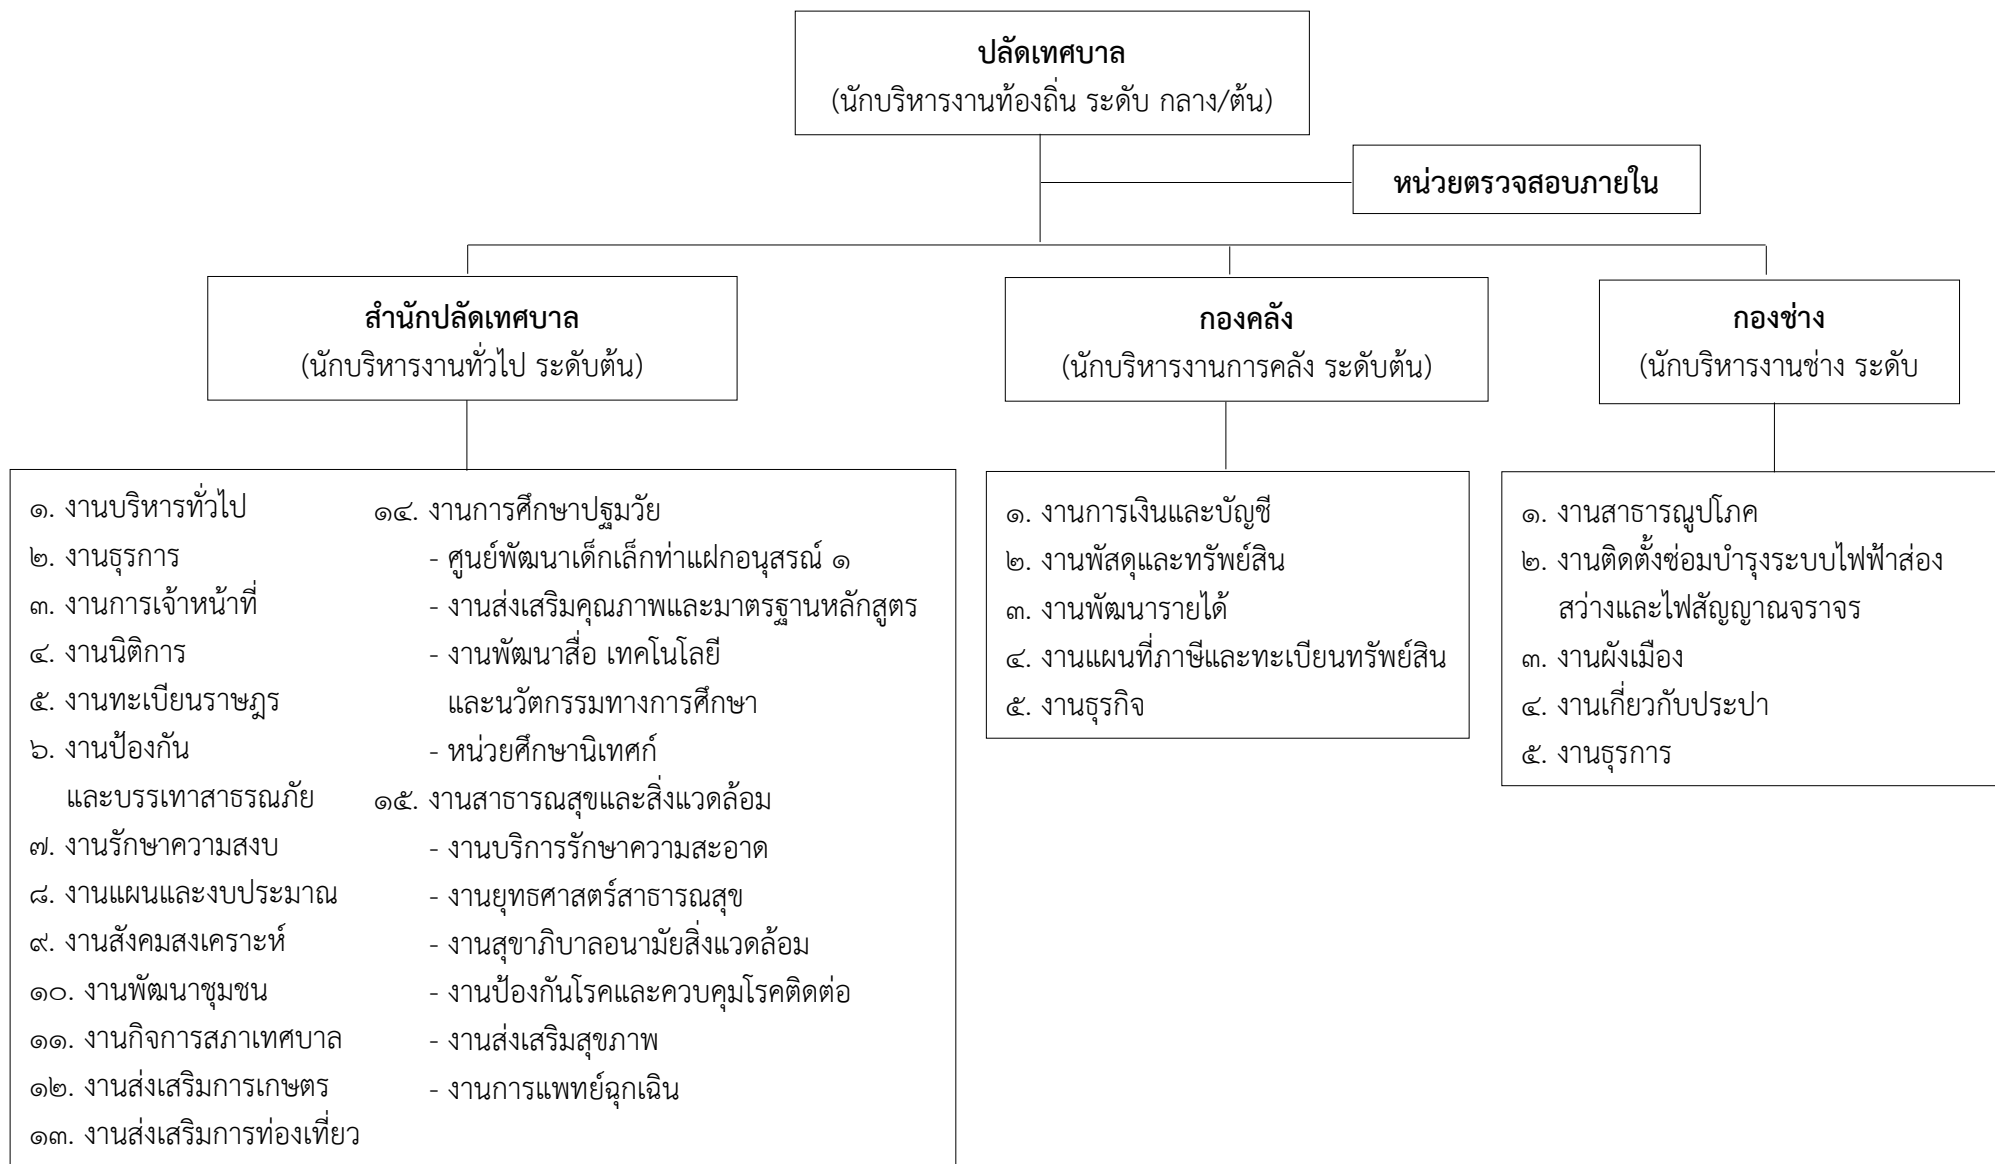 ปลัดเทศบาล
(นักบริหารงานท้องถิ่น ระดับ กลาง/ต้น)
หน่วยตรวจสอบภายใน
สำนักปลัดเทศบาล
(นักบริหารงานทั่วไป ระดับต้น)
กองคลัง
(นักบริหารงานการคลัง ระดับต้น)
กองช่าง
(นักบริหารงานช่าง ระดับ
๑. งานบริหารทั่วไป
๒. งานธุรการ
๓. งานการเจ้าหน้าที่
๔. งานนิติการ
๕. งานทะเบียนราษฎร
๖. งานป้องกัน
และบรรเทาสาธรณภัย
๗. งานรักษาความสงบ
๘. งานแผนและงบประมาณ
๙. งานสังคมสงเคราะห์
๑๐. งานพัฒนาชุมชน
๑๑. งานกิจการสภาเทศบาล
๑๒. งานส่งเสริมการเกษตร
๑๓. งานส่งเสริมการท่องเที่ยว
๑๔. งานการศึกษาปฐมวัย
- ศูนย์พัฒนาเด็กเล็กท่าแฝกอนุสรณ์ ๑
- งานส่งเสริมคุณภาพและมาตรฐานหลักสูตร
- งานพัฒนาสื่อ เทคโนโลยี
และนวัตกรรมทางการศึกษา
- หน่วยศึกษานิเทศก์
๑๕. งานสาธารณสุขและสิ่งแวดล้อม
- งานบริการรักษาความสะอาด
- งานยุทธศาสตร์สาธารณสุข
- งานสุขาภิบาลอนามัยสิ่งแวดล้อม
- งานป้องกันโรคและควบคุมโรคติดต่อ
- งานส่งเสริมสุขภาพ
- งานการแพทย์ฉุกเฉิน
๑. งานการเงินและบัญชี
๒. งานพัสดุและทรัพย์สิน
๓. งานพัฒนารายได้
๔. งานแผนที่ภาษีและทะเบียนทรัพย์สิน
๕. งานธุรกิจ
๑. งานสาธารณูปโภค
๒. งานติดตั้งซ่อมบำรุงระบบไฟฟ้าส่อง
สว่างและไฟสัญญาณจราจร
๓. งานผังเมือง
๔. งานเกี่ยวกับประปา
๕. งานธุรการ